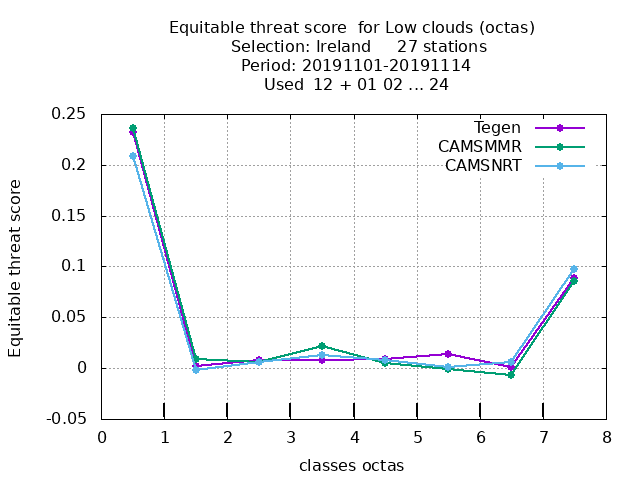 Equitable threat score  for Low clouds (octas)
Selection: Ireland     27 stations
Period: 20191101-20191114
Used  12 + 01 02 ... 24
Tegen
CAMSMMR
CAMSNRT
0.25
0.2
0.15
0.1
0.05
0
-0.05
Equitable threat score
0 1 2 3 4 5 6 7 8
classes octas